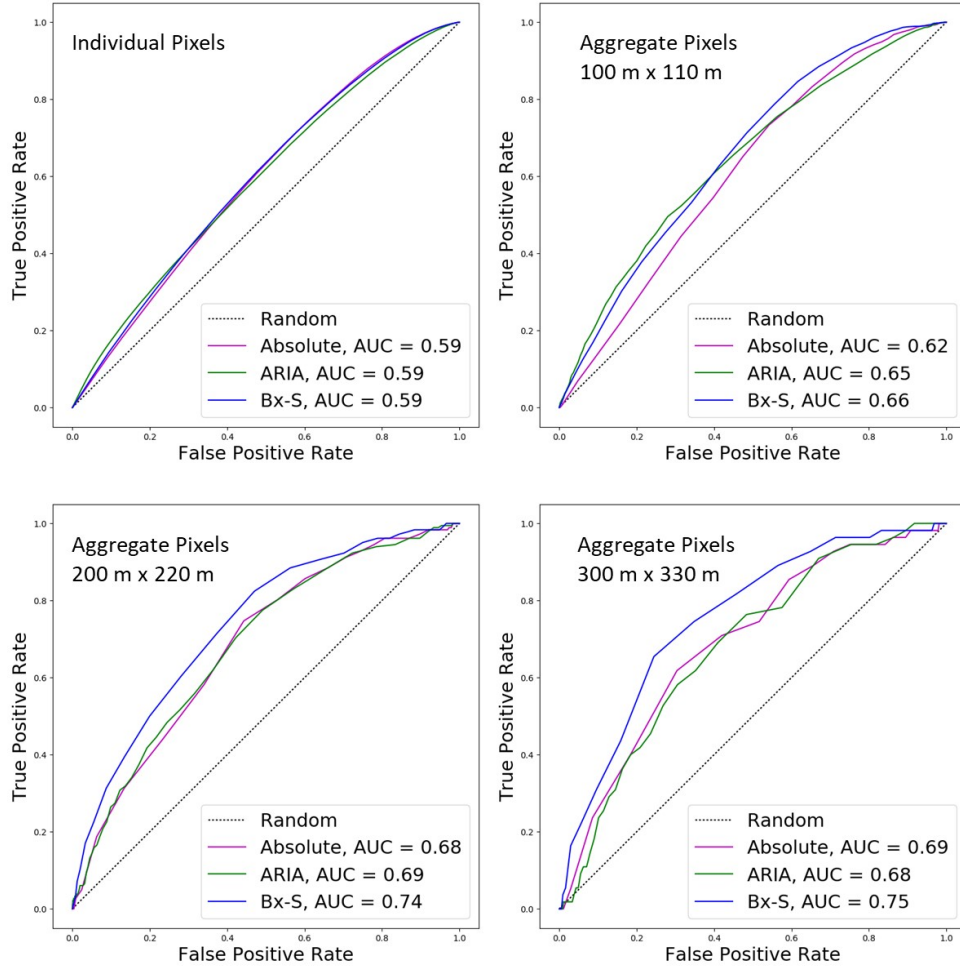 Individual Pixels
True Positive Rate
1.0
0.8
0.6
0.4
0.2
0.0
Random
Absolute, AUC = 0.59
ARIA, AUC = 0.59
Bx-S, AUC = 0.59
0.0 0.2 0.4 0.6 0.8 1.0
False Positive Rate
Aggregate Pixels
100 m x 110 m
True Positive Rate
1.0
0.8
0.6
0.4
0.2
0.0
Random
Absolute, AUC = 0.62
ARIA, AUC = 0.65
Bx-S, AUC = 0.66
0.0 0.2 0.4 0.6 0.8 1.0
False Positive Rate
Aggregate Pixels
200 m x 220 m
True Positive Rate
1.0
0.8
0.6
0.4
0.2
0.0
Random
Absolute, AUC = 0.68
ARIA, AUC = 0.69
Bx-S, AUC = 0.74
0.0 0.2 0.4 0.6 0.8 1.0
False Positive Rate
Aggregate Pixels
300 m x 330 m
True Positive Rate
1.0
0.8
0.6
0.4
0.2
0.0
Random
Absolute, AUC = 0.69
ARIA, AUC = 0.68
Bx-S, AUC = 0.75
0.0 0.2 0.4 0.6 0.8 1.0
False Positive Rate